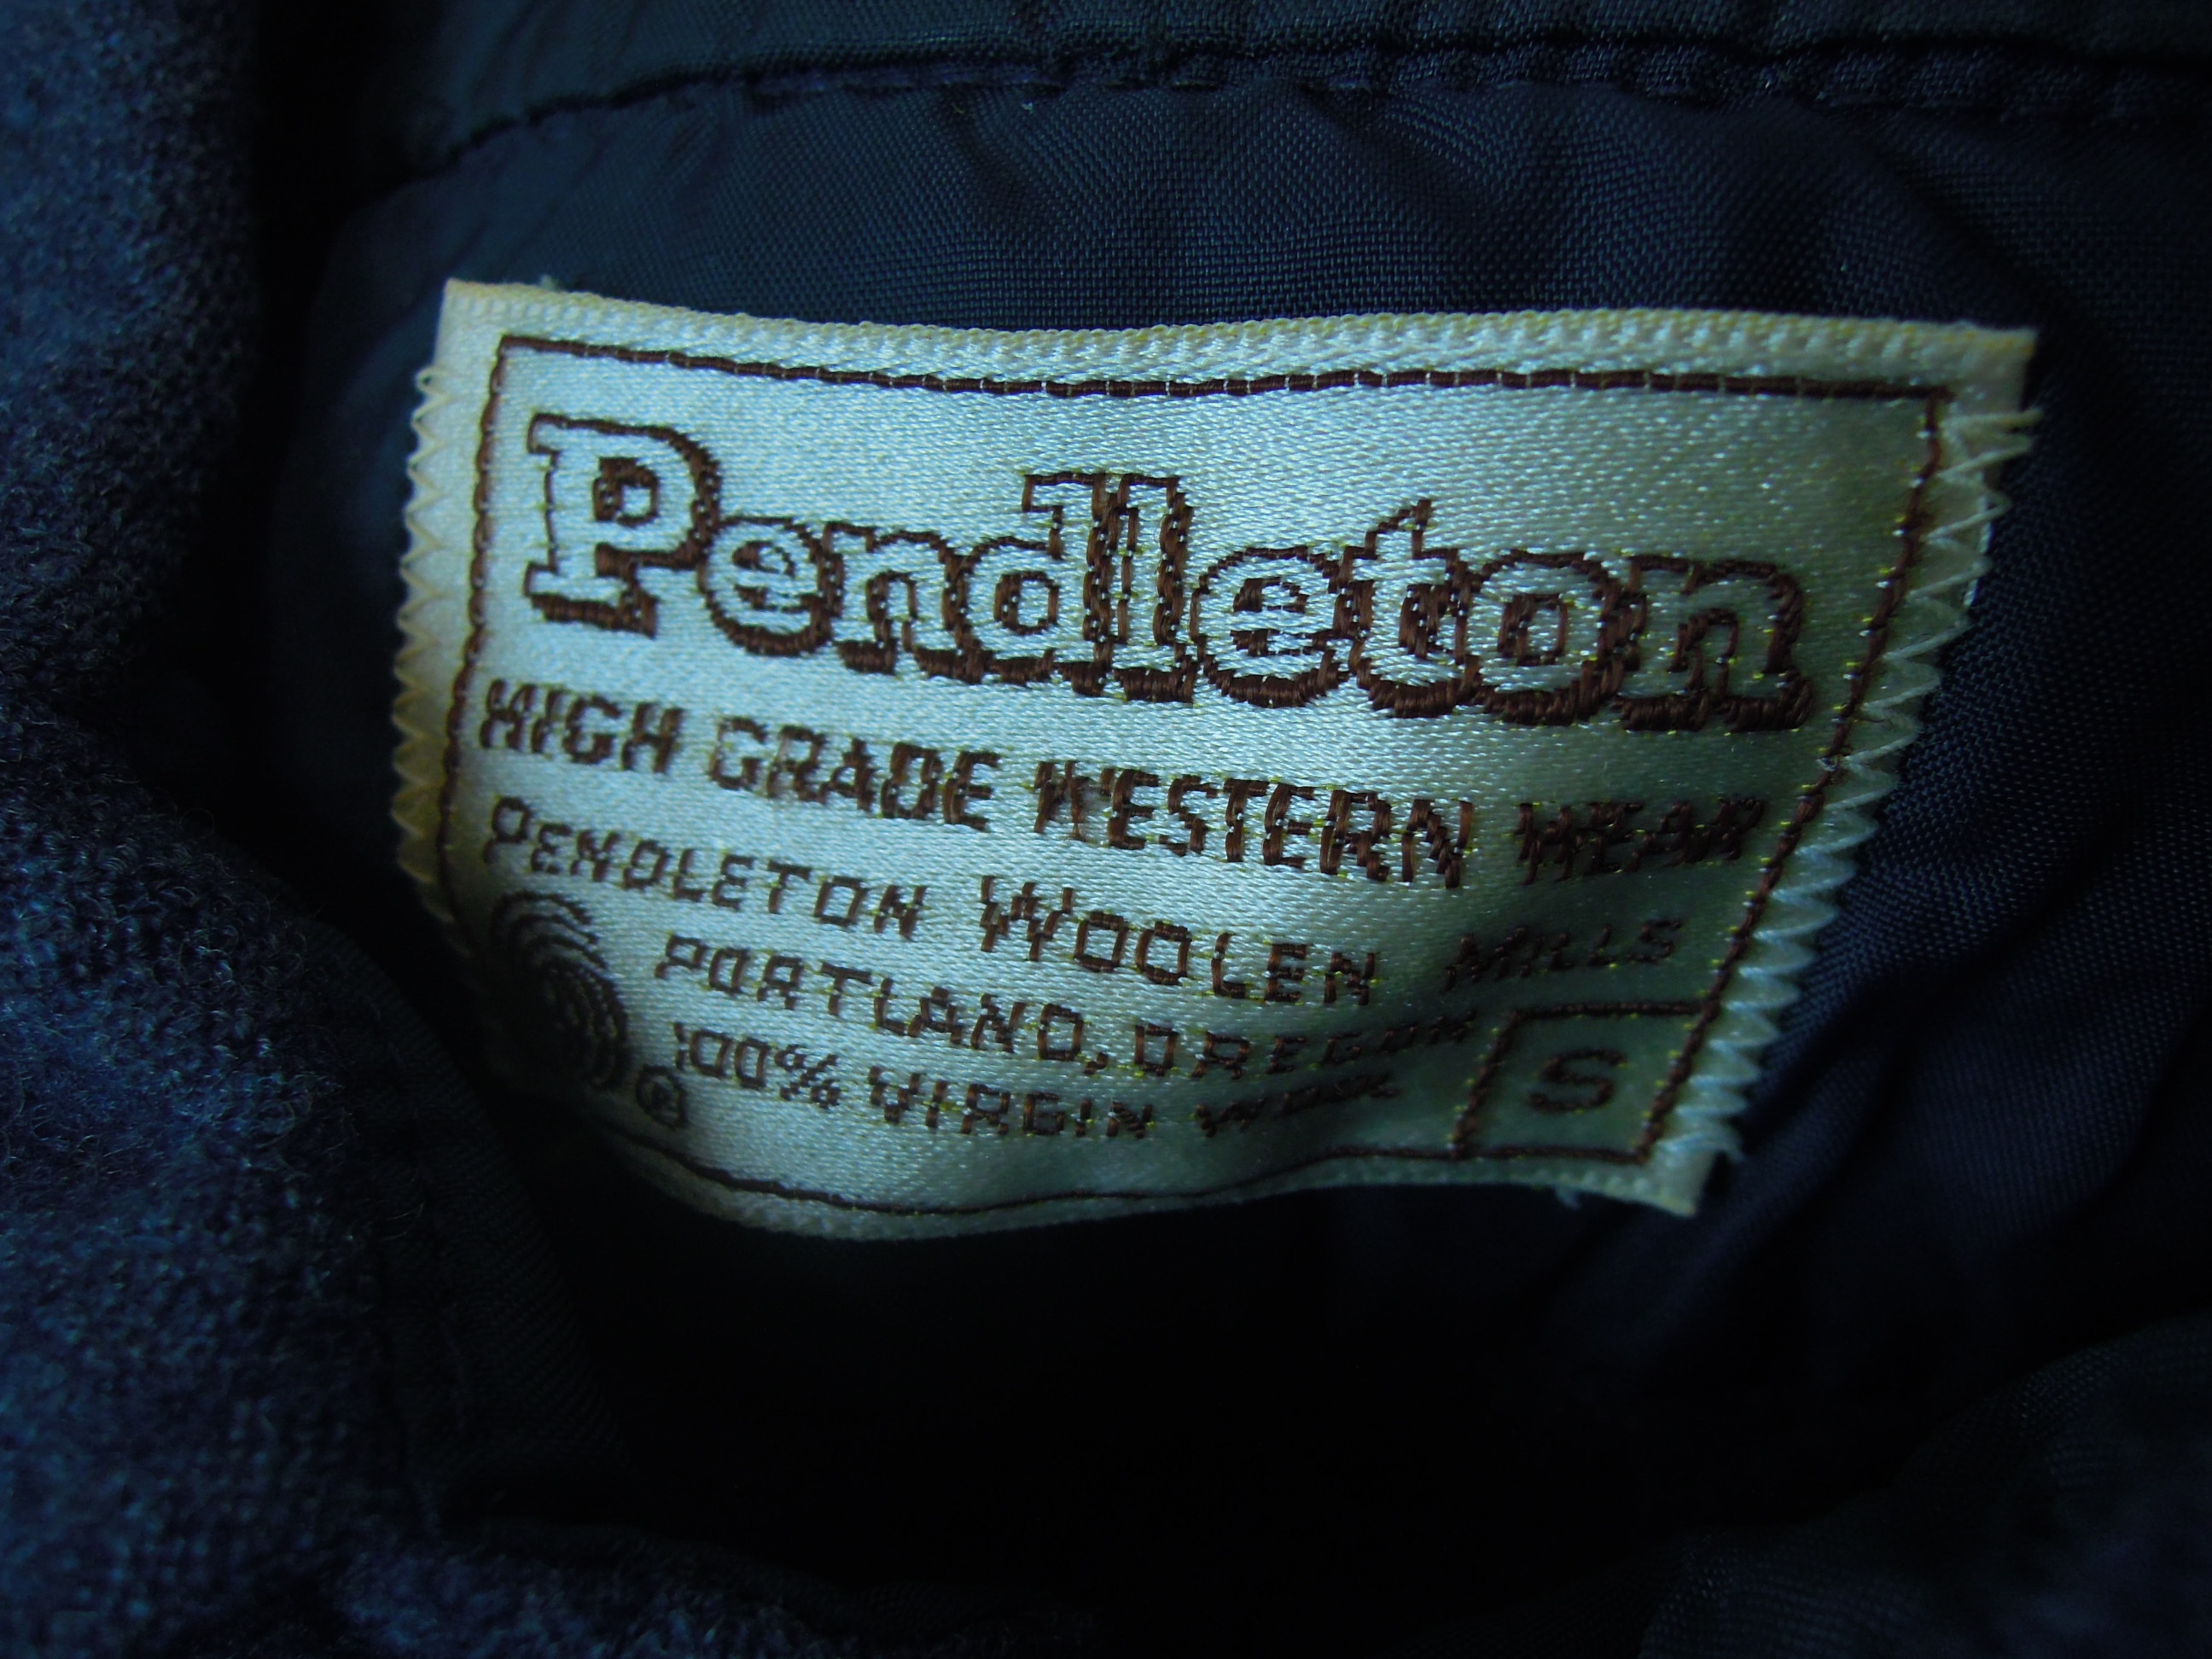 Pendleton
HIGH GRADE WESTERN WEAR
PENDLETON WOOLEN MILLS
PORTLAND, OREGON
100% VIRGIN WOOL
®
S